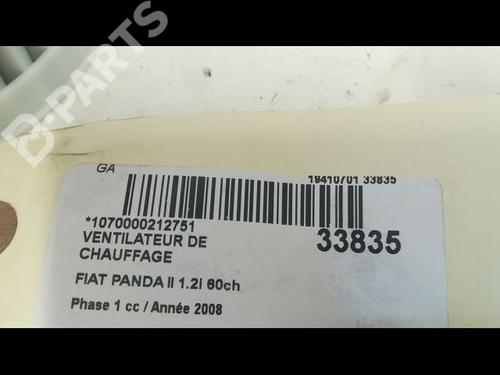 B-PARTS
GA
19410701 33835
*1070000212751
33835
VENTILATEUR DE
CHAUFFAGE
FIAT PANDA II 1.2i 60ch
Phase 1 cc / Année 2008